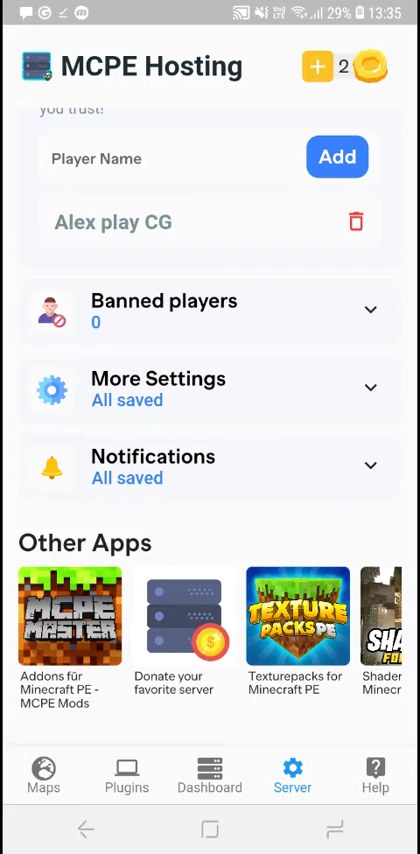 29% 13:35
MCPE Hosting
2
you trust!
Player Name
Add
Alex play CG
Banned players
0
More Settings
All saved
Notifications
All saved
Other Apps
MCPE
MASTER
TEXTURE
PACKS PE
SHA
FO
Addons für
Minecraft PE -
MCPE Mods
Donate your
favorite server
Texturepacks for
Minecraft PE
Shader
Minecr
Maps
Plugins
Dashboard
Server
Help